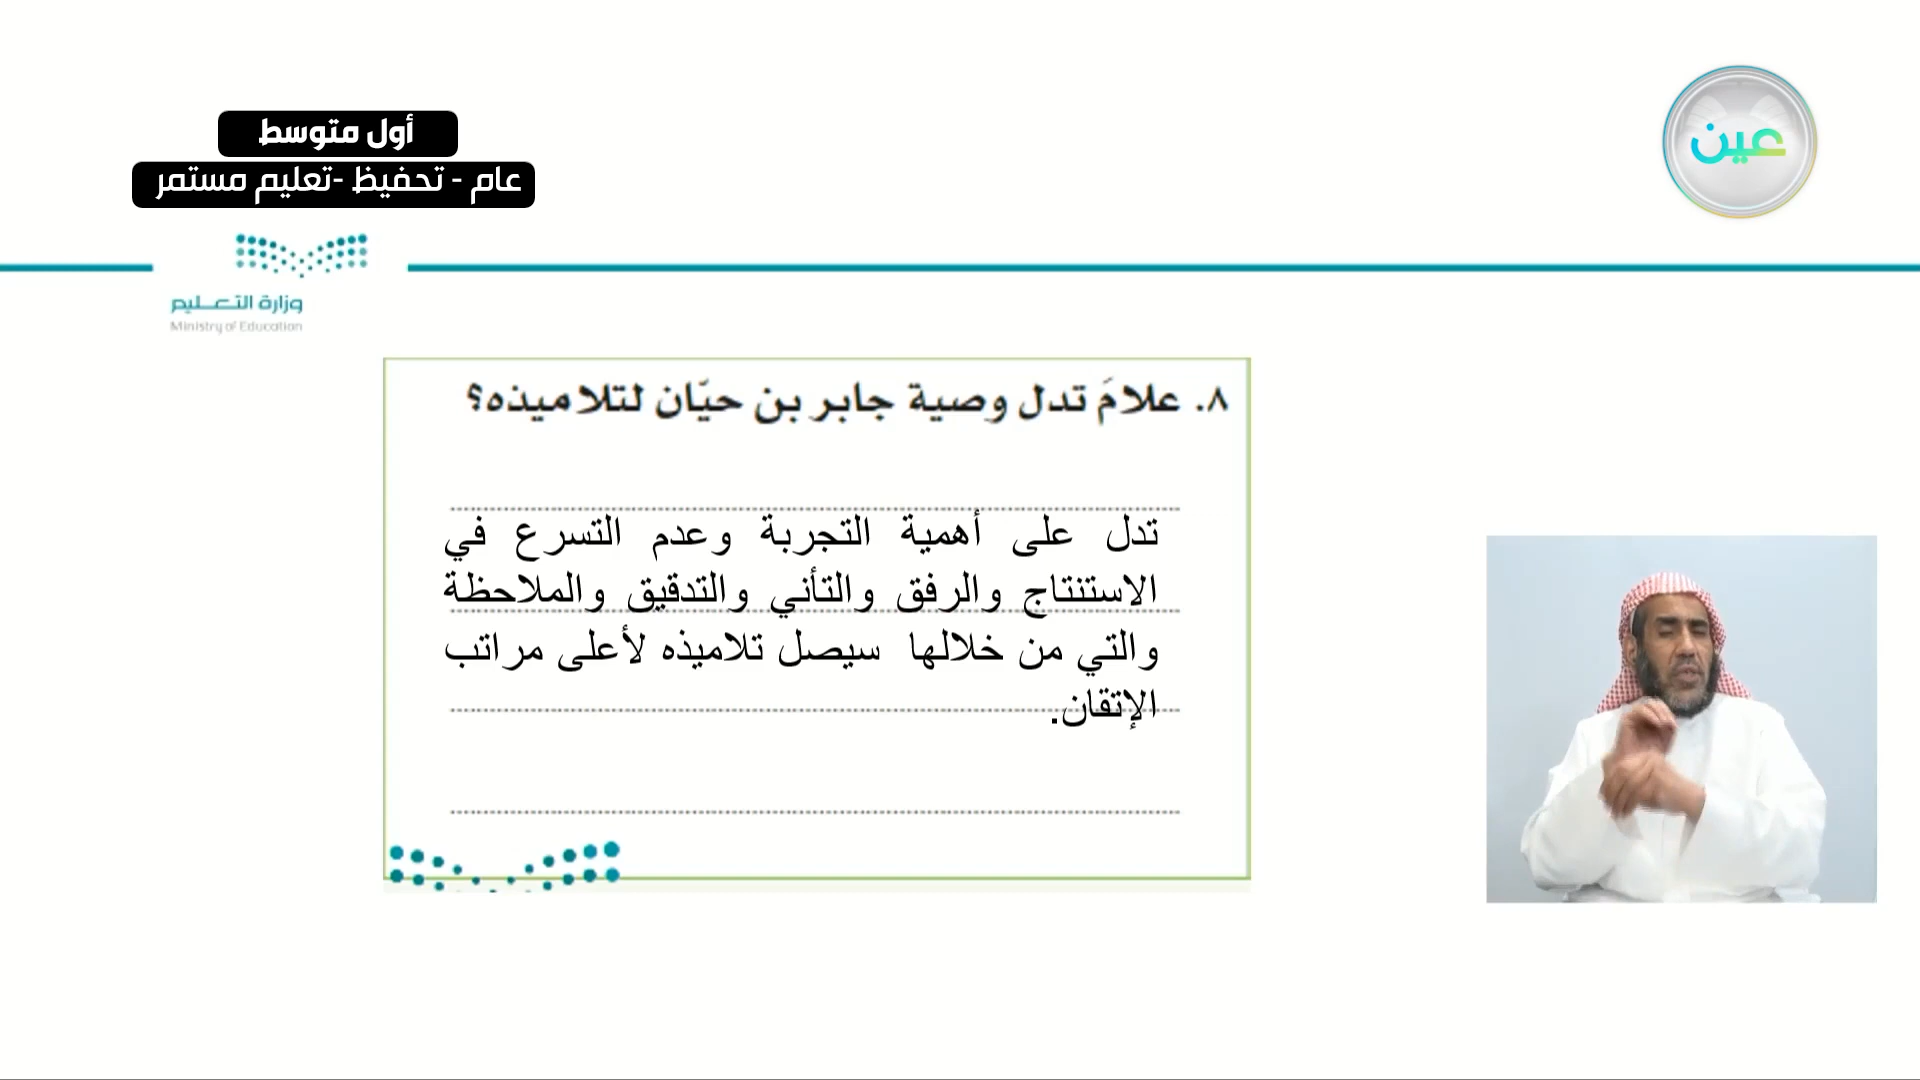 أول متوسط
عام - تحفيظ -تعليم مستمر
عين
وزارة التعليم
Ministry of Education
٨. علامَ تدل وصية جابر بن حيّان لتلاميذه؟
تدل على أهمية التجربة وعدم التسرع في
الاستنتاج والرفق والتأني والتدقيق والملاحظة
والتي من خلالها سيصل تلاميذه لأعلى مراتب
الإتقان.